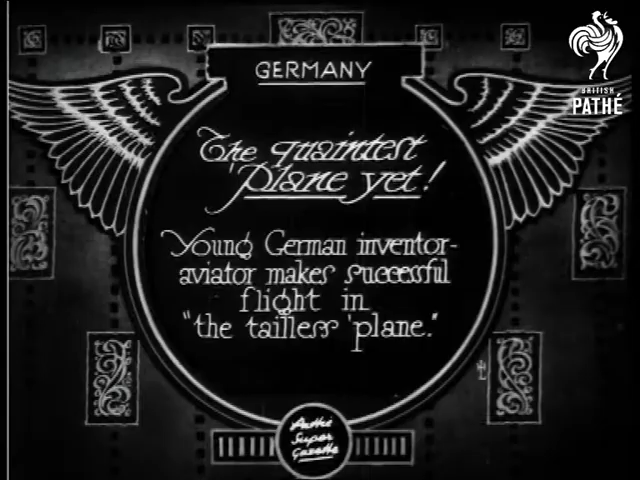 GERMANY
BRITISH
PATHÉ
The quaintest
'Plane yet!
Young German inventor-
aviator makes successful
flight in
"the tailless 'plane."
Pathé
Super
Gazette